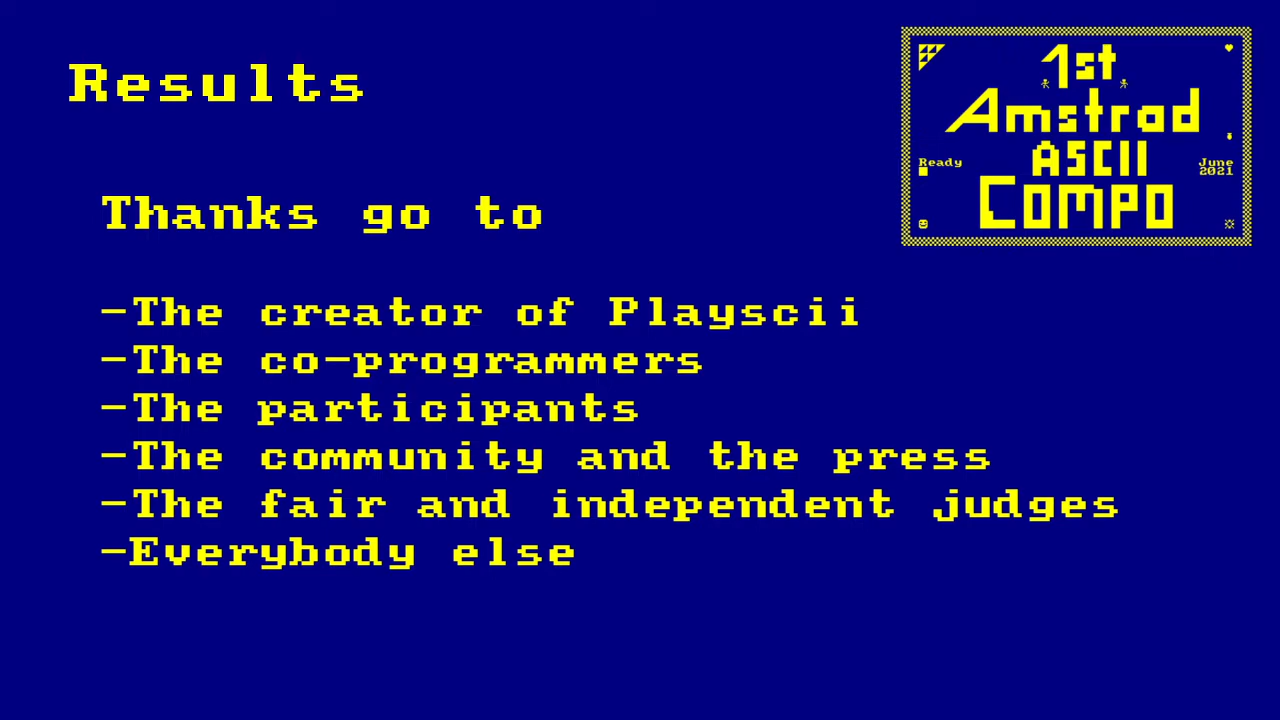 Results
1st
Amstrad
ASCII
Compo
Ready
June
2021
Thanks go to
-The creator of Playscii
-The co-programmers
-The participants
-The community and the press
-The fair and independent judges
-Everybody else